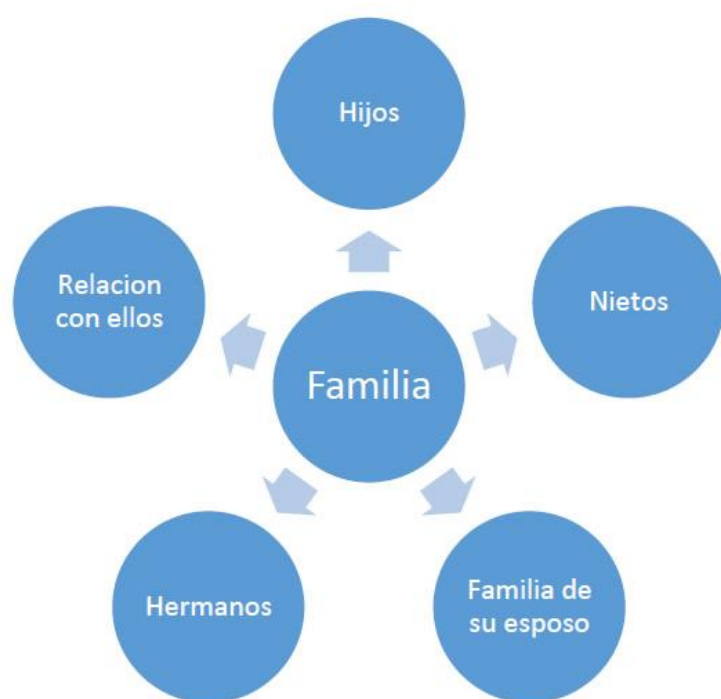 Hijos
Relacion
con ellos
Nietos
Familia
Hermanos
Familia de
su esposo